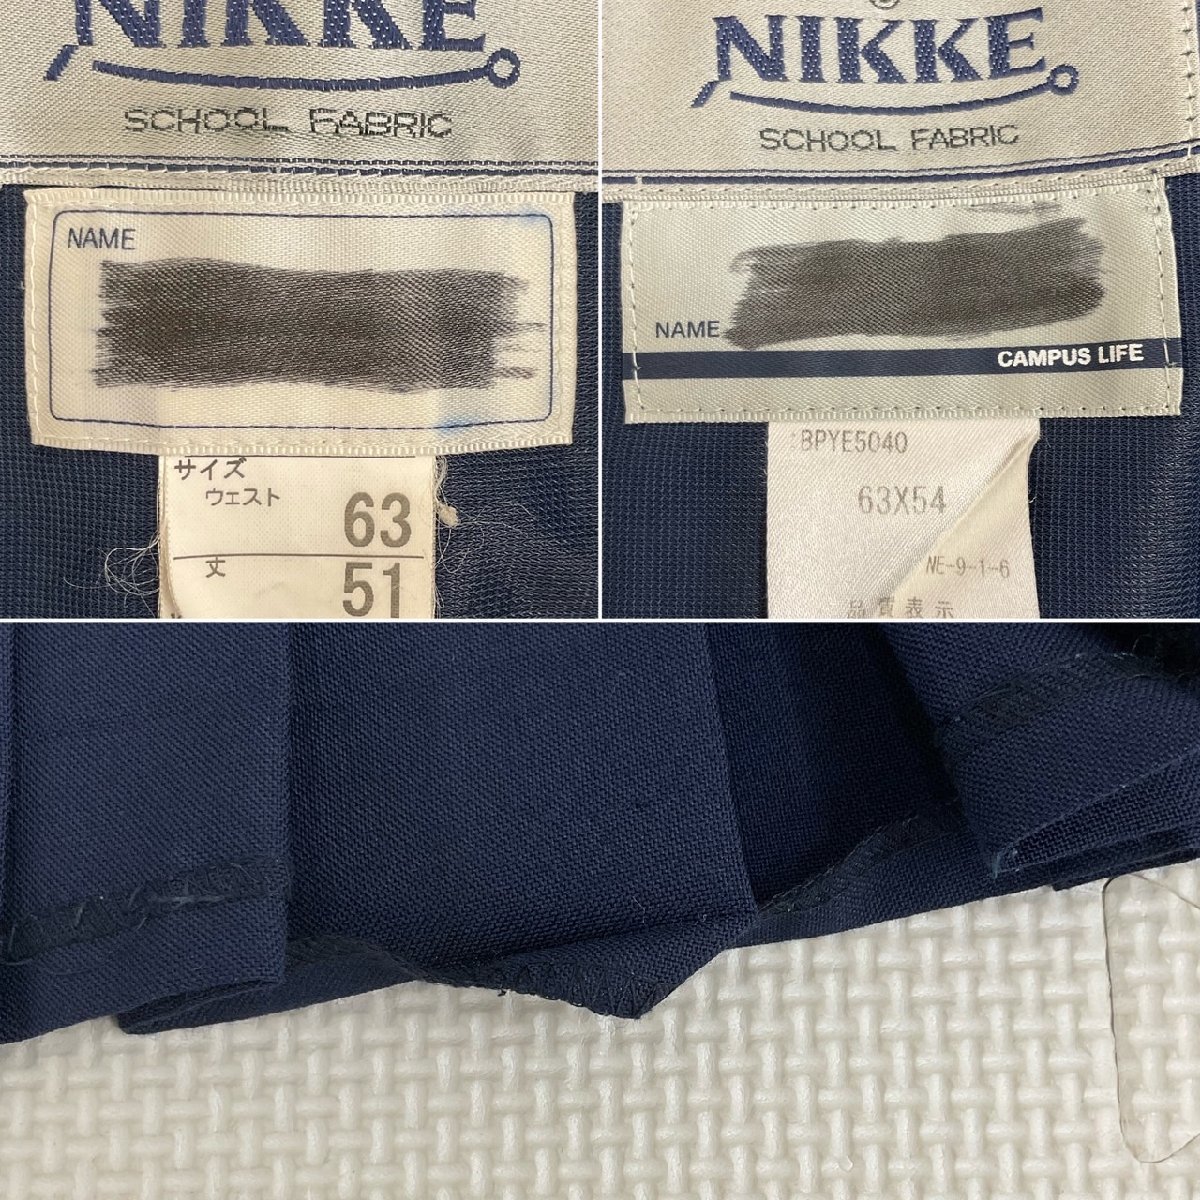 NIKKE
SCHOOL FABRIC
NAME
サイズ
ウェスト 63
丈 51
NIKKE
SCHOOL FABRIC
NAME
CAMPUS LIFE
BPYE5040
63X54
NE-9-1-6
品質表示